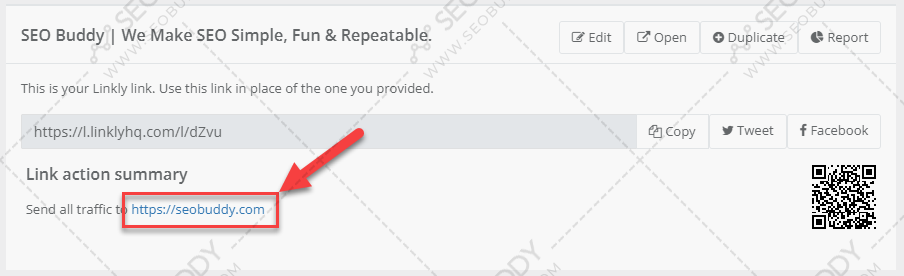 SEO Buddy | We Make SEO Simple, Fun & Repeatable.
Edit
Open
Duplicate
Report
This is your Linkly link. Use this link in place of the one you provided.
https://l.linklyhq.com/l/dZvu
Copy
Tweet
Facebook
Link action summary
Send all traffic to https://seobuddy.com